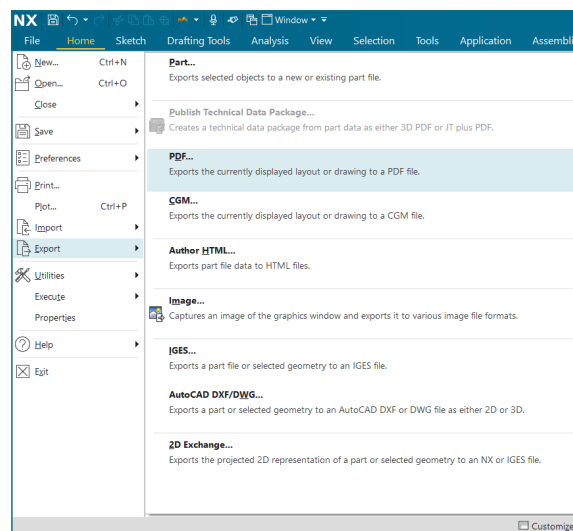 NX Window
File Home Sketch Drafting Tools Analysis View Selection Tools Application Assembli
New... Ctrl+N
Open... Ctrl+O
Close
Save
Preferences
Print...
Plot... Ctrl+P
Import
Export
Utilities
Execute
Properties
Help
Exit
Part...
Exports selected objects to a new or existing part file.
Publish Technical Data Package...
Creates a technical data package from part data as either 3D PDF or JT plus PDF.
PDF...
Exports the currently displayed layout or drawing to a PDF file.
CGM...
Exports the currently displayed layout or drawing to a CGM file.
Author HTML...
Exports part file data to HTML files.
Image...
Captures an image of the graphics window and exports it to various image file formats.
IGES...
Exports a part file or selected geometry to an IGES file.
AutoCAD DXF/DWG...
Exports a part or selected geometry to an AutoCAD DXF or DWG file as either 2D or 3D.
2D Exchange...
Exports the projected 2D representation of a part or selected geometry to an NX or IGES file.
Customize